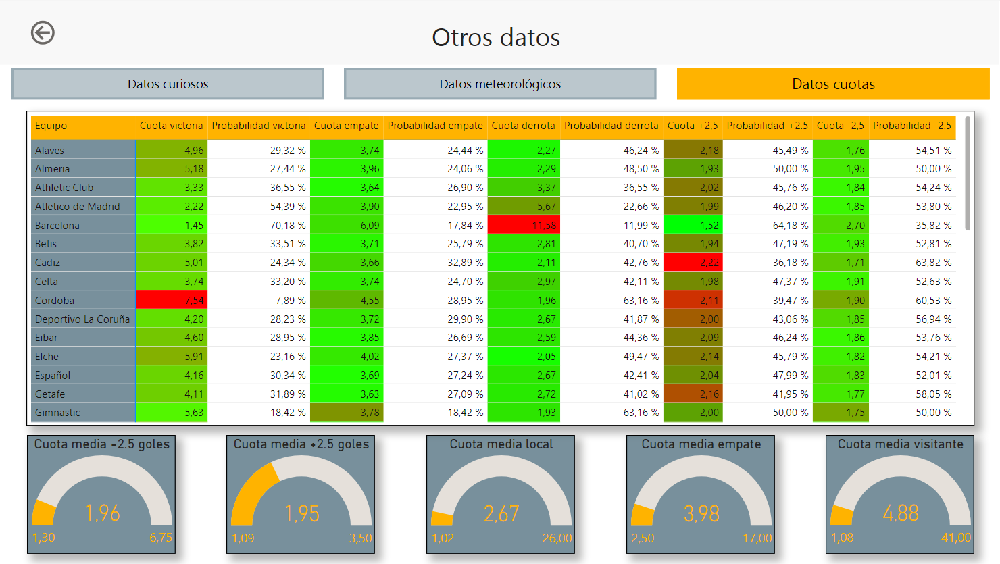 Otros datos
Datos curiosos
Datos meteorológicos
Datos cuotas
Equipo Cuota victoria Probabilidad victoria Cuota empate Probabilidad empate Cuota derrota Probabilidad derrota Cuota +2,5 Probabilidad +2.5 Cuota -2,5 Probabilidad -2.5
Alaves 4,96 29,32 % 3,74 24,44 % 2,27 46,24 % 2,18 45,49 % 1,76 54,51 %
Almeria 5,18 27,44 % 3,96 24,06 % 2,29 48,50 % 1,93 50,00 % 1,95 50,00 %
Athletic Club 3,33 36,55 % 3,64 26,90 % 3,37 36,55 % 2,02 45,76 % 1,84 54,24 %
Atletico de Madrid 2,22 54,39 % 3,90 22,95 % 5,67 22,66 % 1,99 46,20 % 1,85 53,80 %
Barcelona 1,45 70,18 % 6,09 17,84 % 11,58 11,99 % 1,52 64,18 % 2,70 35,82 %
Betis 3,82 33,51 % 3,71 25,79 % 2,81 40,70 % 1,94 47,19 % 1,93 52,81 %
Cadiz 5,01 24,34 % 3,66 32,89 % 2,11 42,76 % 2,22 36,18 % 1,71 63,82 %
Celta 3,74 33,20 % 3,74 24,70 % 2,97 42,11 % 1,98 47,37 % 1,91 52,63 %
Cordoba 7,54 7,89 % 4,55 28,95 % 1,96 63,16 % 2,11 39,47 % 1,90 60,53 %
Deportivo La Coruña 4,20 28,23 % 3,72 29,90 % 2,67 41,87 % 2,00 43,06 % 1,85 56,94 %
Eibar 4,60 28,95 % 3,85 26,69 % 2,59 44,36 % 2,09 46,24 % 1,86 53,76 %
Elche 5,91 23,16 % 4,02 27,37 % 2,05 49,47 % 2,14 45,79 % 1,82 54,21 %
Español 4,16 30,34 % 3,69 27,24 % 2,67 42,41 % 2,04 47,99 % 1,83 52,01 %
Getafe 4,11 31,89 % 3,63 27,09 % 2,72 41,02 % 2,16 41,95 % 1,77 58,05 %
Gimnastic 5,63 18,42 % 3,78 18,42 % 1,93 63,16 % 2,00 50,00 % 1,75 50,00 %
Cuota media -2.5 goles
1,96
1,30 6,75
Cuota media +2.5 goles
1,95
1,09 3,50
Cuota media local
2,67
1,02 26,00
Cuota media empate
3,98
2,50 17,00
Cuota media visitante
4,88
1,08 41,00